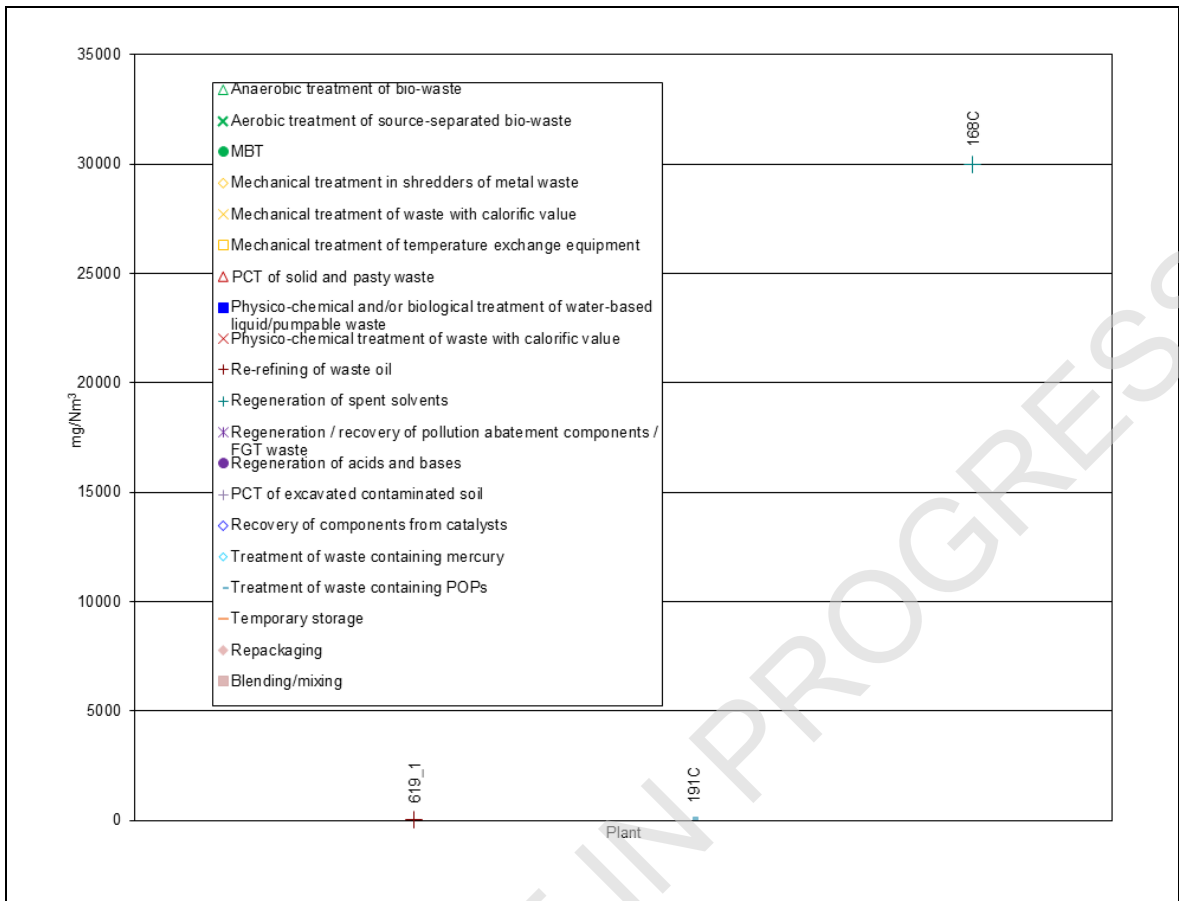 35000
30000
25000
20000
15000
10000
5000
0
mg/Nm³
Anaerobic treatment of bio-waste
Aerobic treatment of source-separated bio-waste
MBT
Mechanical treatment in shredders of metal waste
Mechanical treatment of waste with calorific value
Mechanical treatment of temperature exchange equipment
PCT of solid and pasty waste
Physico-chemical and/or biological treatment of water-based
liquid/pumpable waste
Physico-chemical treatment of waste with calorific value
Re-refining of waste oil
Regeneration of spent solvents
Regeneration / recovery of pollution abatement components /
FGT waste
Regeneration of acids and bases
PCT of excavated contaminated soil
Recovery of components from catalysts
Treatment of waste containing mercury
Treatment of waste containing POPs
Temporary storage
Repackaging
Blending/mixing
619_1
191C
168C
Plant
IN PROGRESS